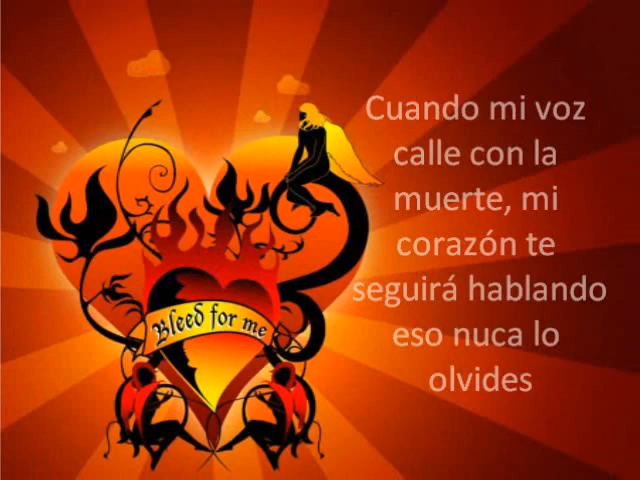 Cuando mi voz
calle con la
muerte, mi
corazón te
seguirá hablando
eso nuca lo
olvides
Bleed for me